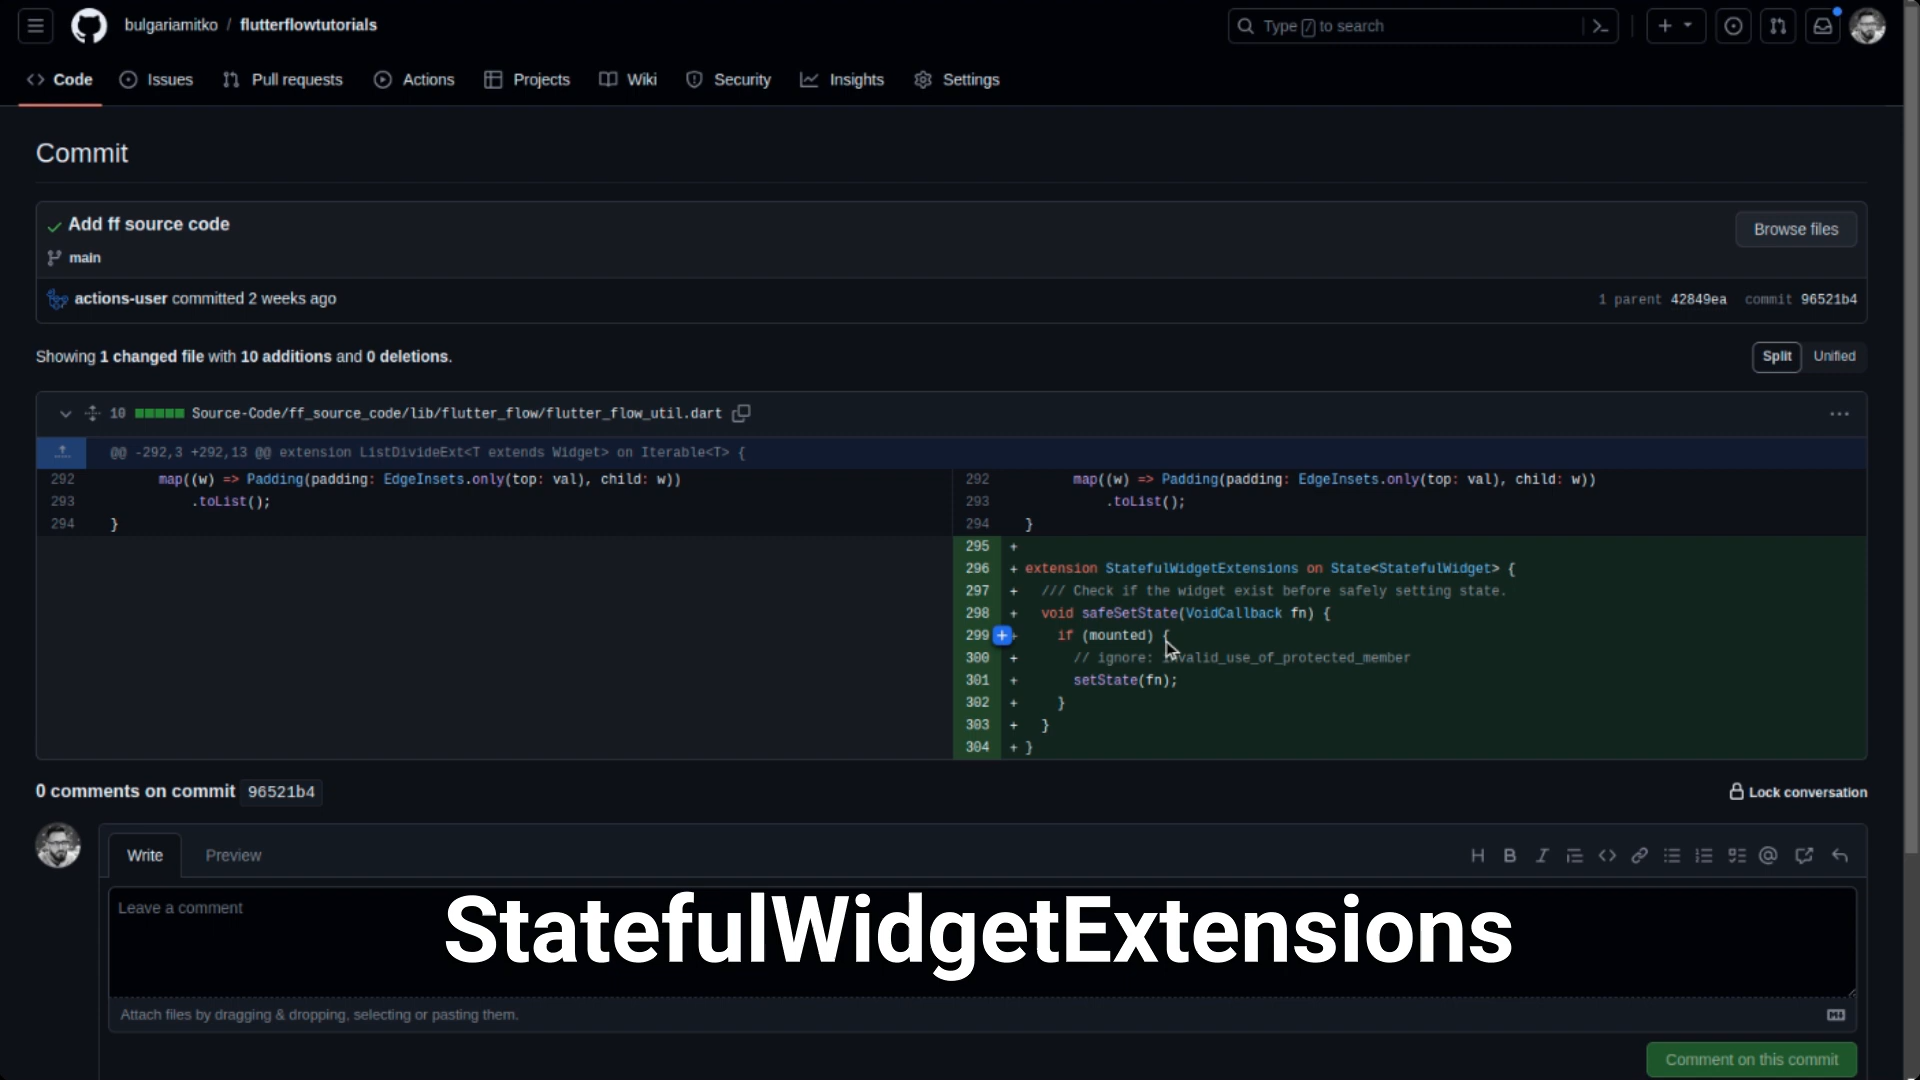 bulgariamitko / flutterflowtutorials
Type / to search
Code Issues Pull requests Actions Projects Wiki Security Insights Settings
Commit
Add ff source code
Browse files
main
actions-user committed 2 weeks ago
1 parent 42849ea commit 96521b4
Showing 1 changed file with 10 additions and 0 deletions.
Split Unified
10 Source-Code/ff_source_code/lib/flutter_flow/flutter_flow_util.dart
@@ -292,3 +292,13 @@ extension ListDivideExt<T extends Widget> on Iterable<T> {
292 map((w) => Padding(padding: EdgeInsets.only(top: val), child: w))
293 .toList();
294 }
292 map((w) => Padding(padding: EdgeInsets.only(top: val), child: w))
293 .toList();
294 }
295 +
296 + extension StatefulWidgetExtensions on State<StatefulWidget> {
297 + /// Check if the widget exist before safely setting state.
298 + void safeSetState(VoidCallback fn) {
299 + if (mounted) {
300 + // ignore: invalid_use_of_protected_member
301 + setState(fn);
302 + }
303 + }
304 + }
0 comments on commit 96521b4
Lock conversation
Write Preview
Leave a comment
StatefulWidgetExtensions
Attach files by dragging & dropping, selecting or pasting them.
Comment on this commit